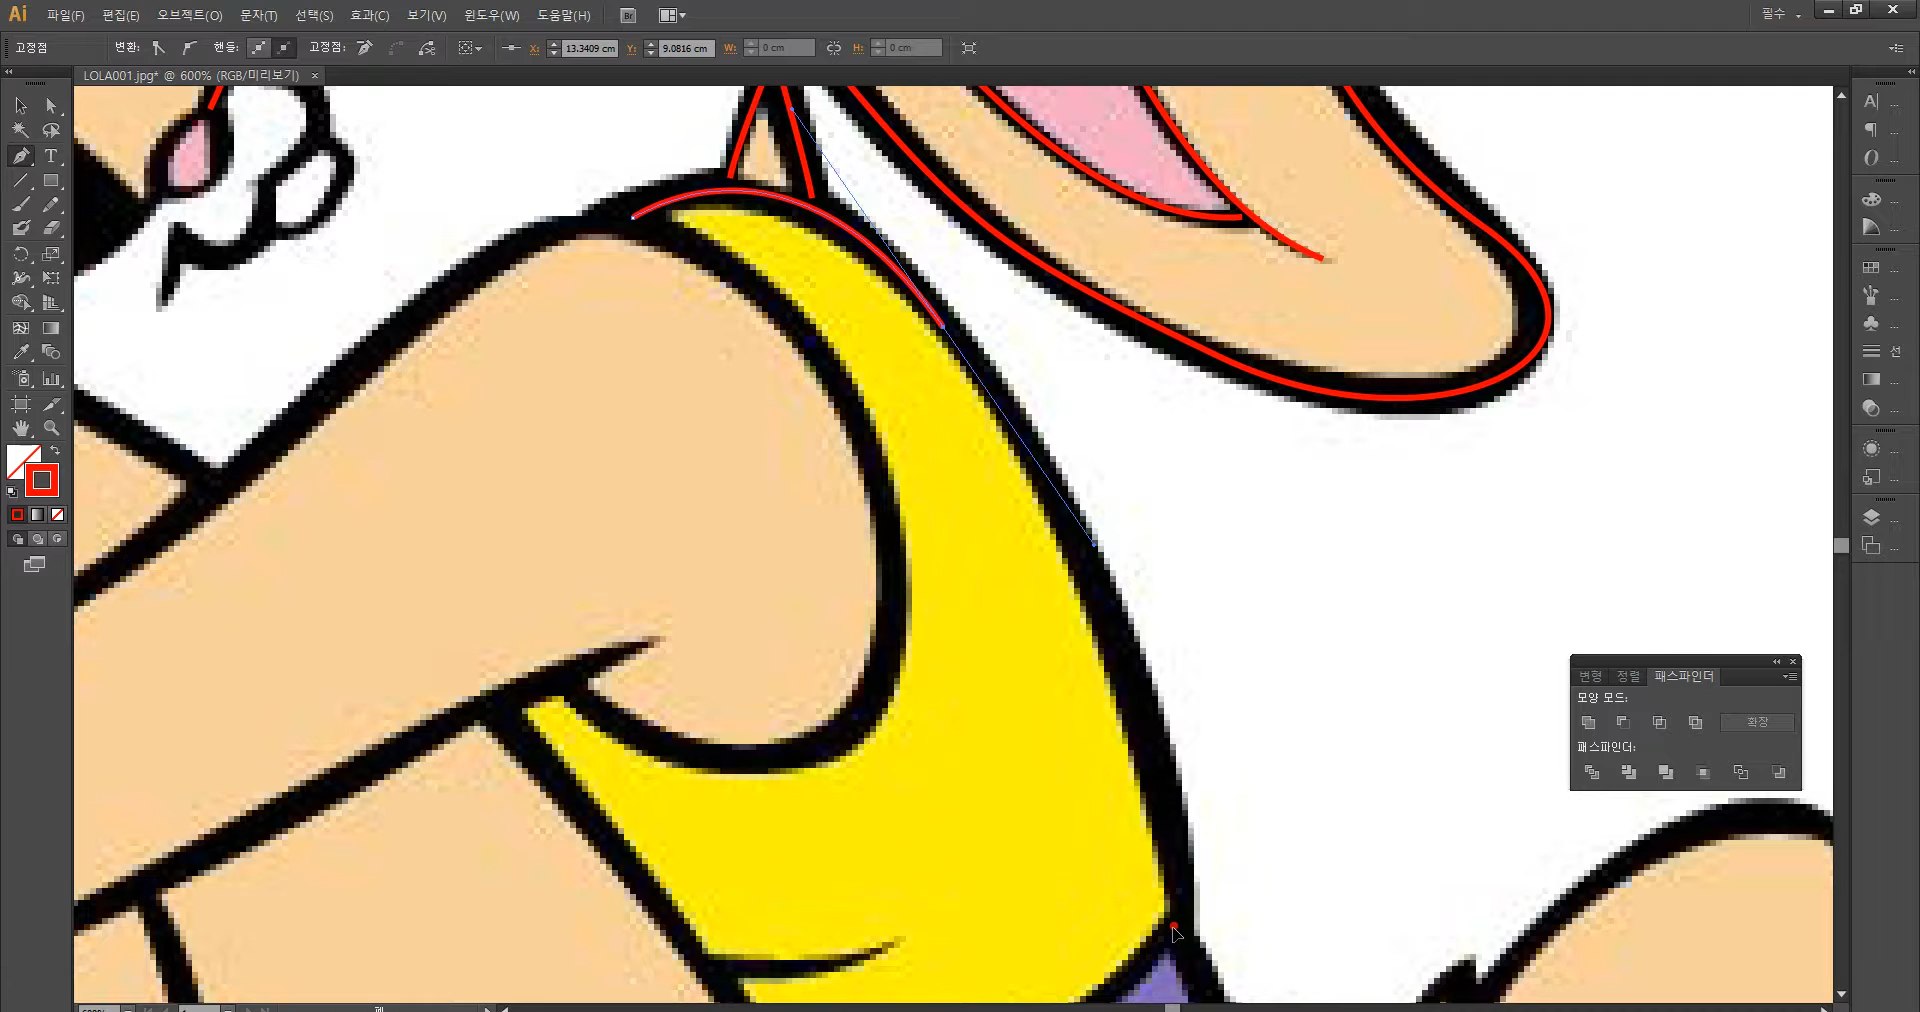 Ai 파일(F) 편집(E) 오브젝트(O) 문자(T) 선택(S) 효과(C) 보기(V) 윈도우(W) 도움말(H) Br 필수
고정점 변환: 핸들: 고정점: X: 13.3409 cm Y: 9.0816 cm W: 0 cm H: 0 cm
LOLA001.jpg* @ 600% (RGB/미리보기) ×
선
변형 정렬 패스파인더
모양 모드:
확장
패스파인더: